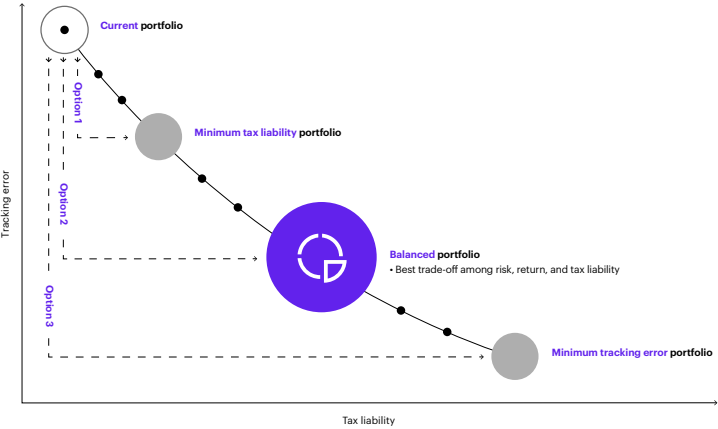 Current portfolio
Option 1
Minimum tax liability portfolio
Option 2
Tracking error
Balanced portfolio
• Best trade-off among risk, return, and tax liability
Option 3
Minimum tracking error portfolio
Tax liability